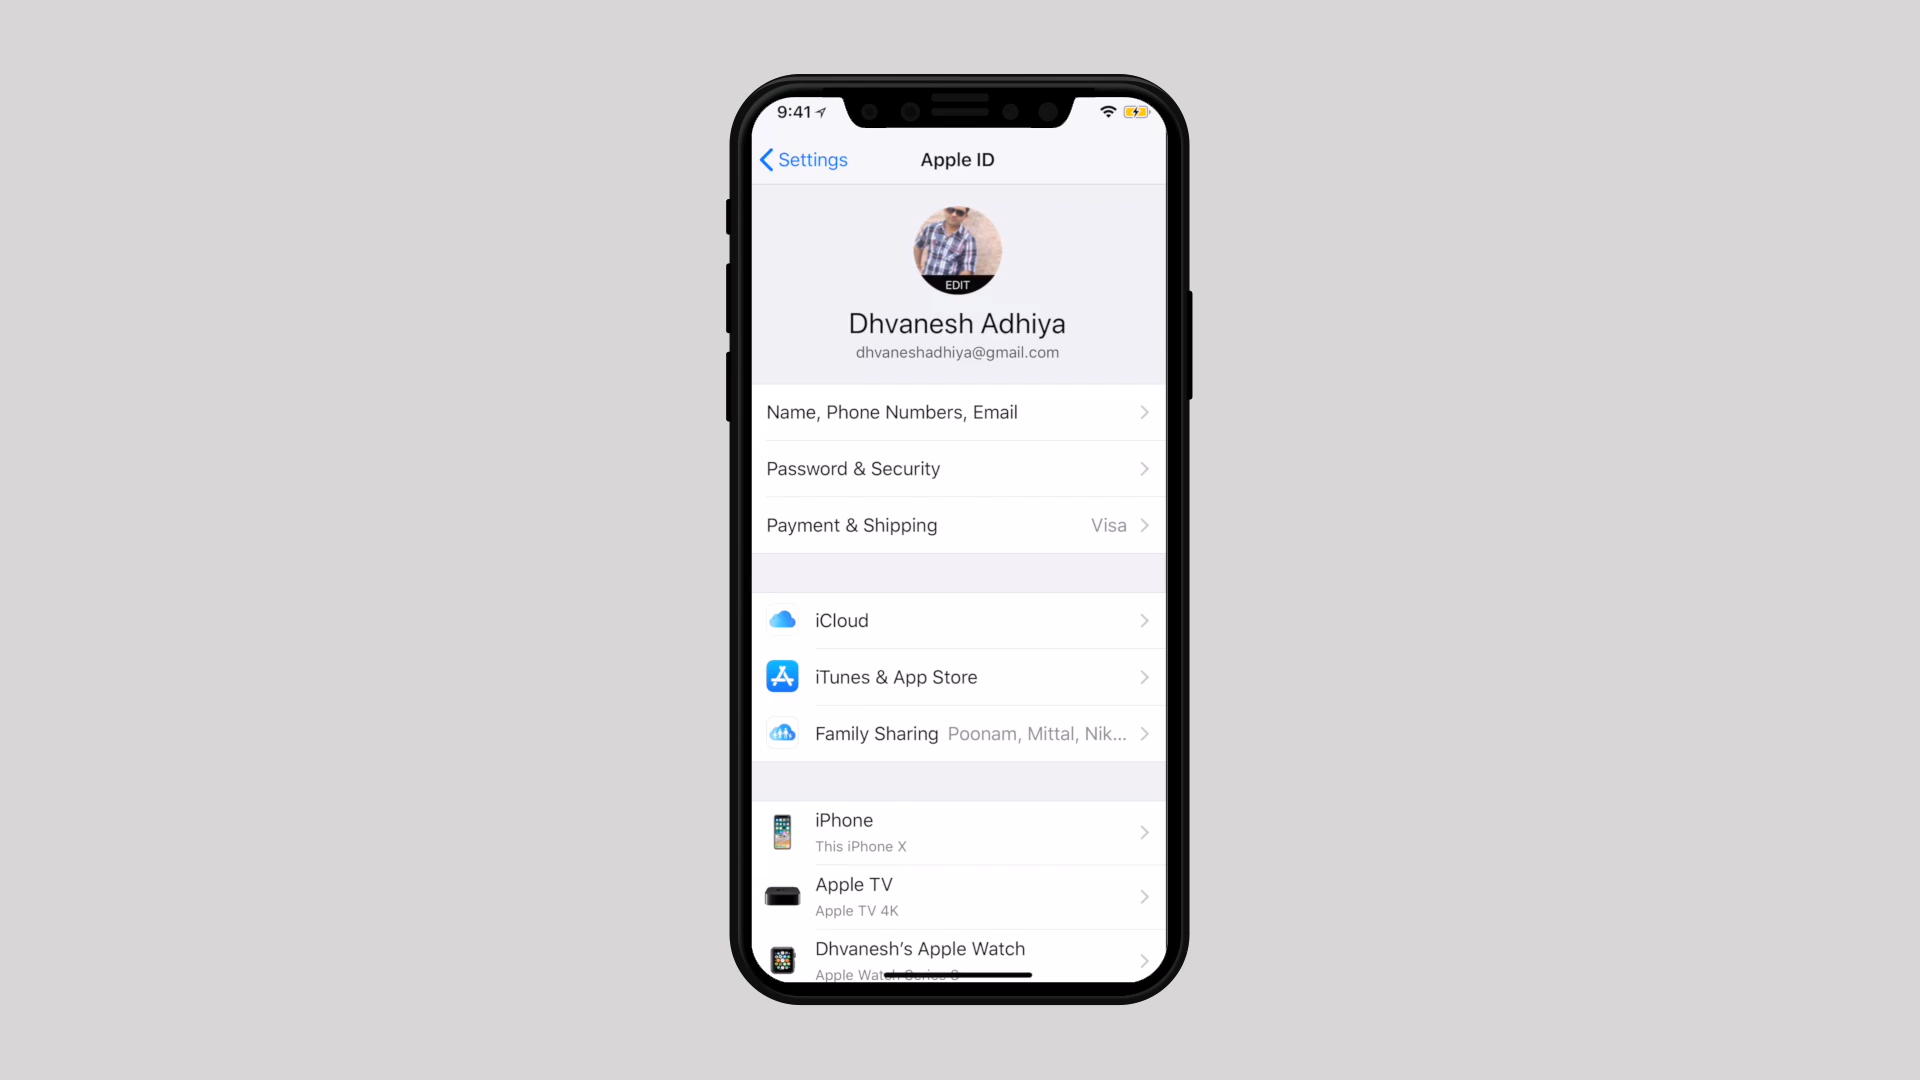 9:41
Settings
Apple ID
EDIT
Dhvanesh Adhiya
dhvaneshadhiya@gmail.com
Name, Phone Numbers, Email
Password & Security
Payment & Shipping Visa
iCloud
iTunes & App Store
Family Sharing Poonam, Mittal, Nik...
iPhone
This iPhone X
Apple TV
Apple TV 4K
Dhvanesh’s Apple Watch
Apple Watch Series